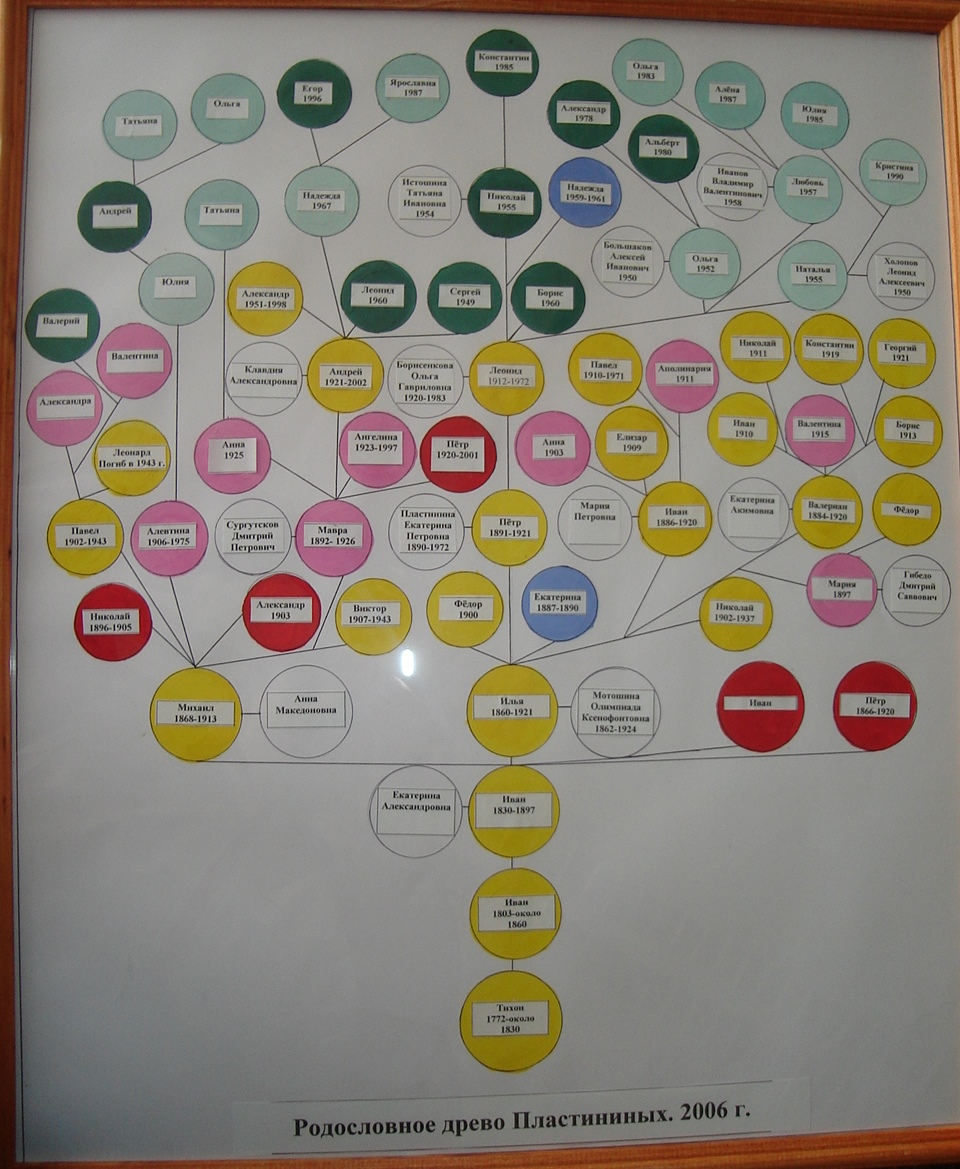 Константин
1985
Ольга
1983
Егор
1996
Ярославна
1987
Алёна
1987
Ольга
Татьяна
Александр
1978
Юлия
1985
Альберт
1980
Кристина
1990
Андрей
Татьяна
Надежда
1967
Истошина
Татьяна
Ивановна
1954
Николай
1955
Надежда
1959-1961
Иванов
Владимир
Валентинович
1958
Любовь
1957
Юлия
Александр
1951-1998
Леонид
1960
Сергей
1949
Борис
1960
Большаков
Алексей
Иванович
1950
Ольга
1952
Наталья
1955
Холопов
Леонид
Алексеевич
1950
Валерий
Валентина
Александра
Клавдия
Александровна
Андрей
1921-2002
Борисенкова
Ольга
Гавриловна
1920-1983
Леонид
1912-1972
Павел
1910-1971
Аполинария
1911
Николай
1911
Константин
1919
Георгий
1921
Леонард
Погиб в 1943 г.
Анна
1925
Ангелина
1923-1997
Пётр
1920-2001
Анна
1903
Елизар
1909
Иван
1910
Валентина
1915
Борис
1913
Павел
1902-1943
Алентина
1906-1975
Сургутсков
Дмитрий
Петрович
Мавра
1892- 1926
Пластинина
Екатерина
Петровна
1890-1972
Пётр
1891-1921
Мария
Петровна
Иван
1886-1920
Екатерина
Акимовна
Валериан
1884-1920
Фёдор
Николай
1896-1905
Александр
1903
Виктор
1907-1943
Фёдор
1900
Екатерина
1887-1890
Николай
1902-1937
Мария
1897
Гибедо
Дмитрий
Саввович
Михаил
1868-1913
Анна
Македоновна
Илья
1860-1921
Мотошина
Олимпиада
Ксенофонтовна
1862-1924
Иван
Пётр
1866-1920
Екатерина
Александровна
Иван
1830-1897
Иван
1803-около
1860
Тихон
1772-около
1830
Родословное древо Пластининых. 2006 г.